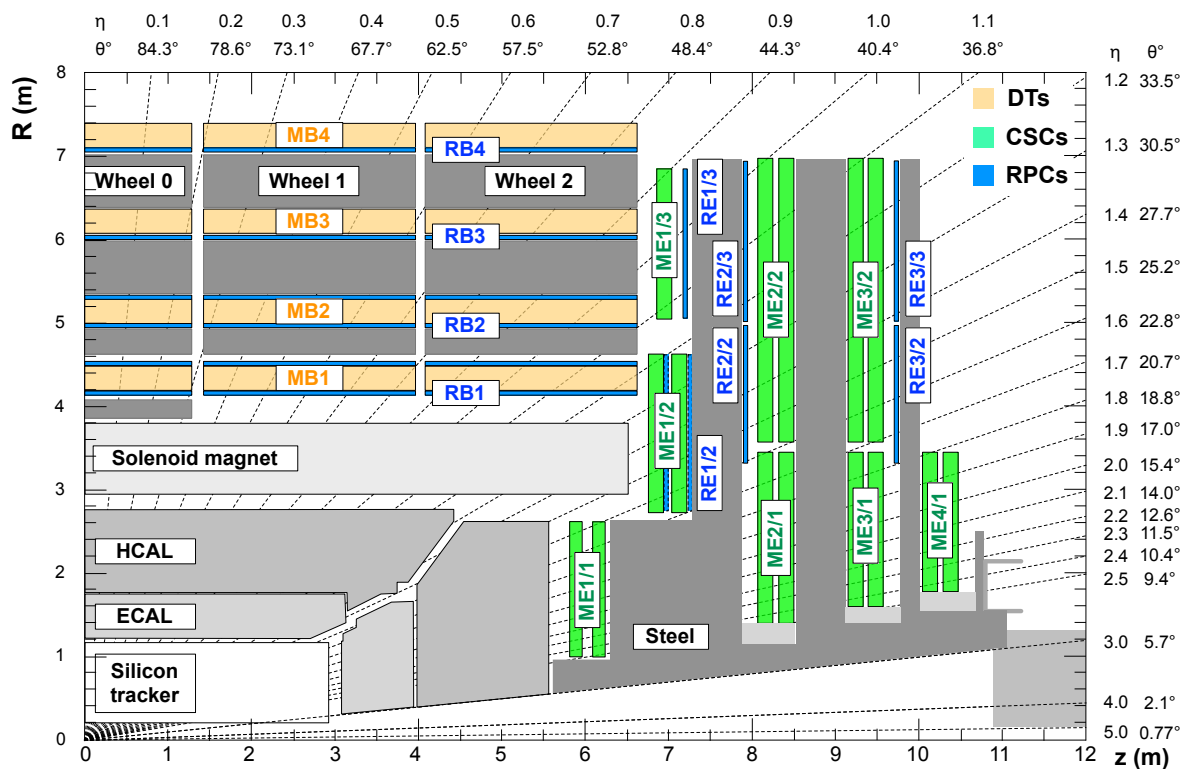 η 0.1 0.2 0.3 0.4 0.5 0.6 0.7 0.8 0.9 1.0 1.1
θ° 84.3° 78.6° 73.1° 67.7° 62.5° 57.5° 52.8° 48.4° 44.3° 40.4° 36.8° η θ°
R (m)
8
7
6
5
4
3
2
1
0
1.2 33.5°
1.3 30.5°
1.4 27.7°
1.5 25.2°
1.6 22.8°
1.7 20.7°
1.8 18.8°
1.9 17.0°
2.0 15.4°
2.1 14.0°
2.2 12.6°
2.3 11.5°
2.4 10.4°
2.5 9.4°
3.0 5.7°
4.0 2.1°
5.0 0.77°
DTs
CSCs
RPCs
MB4
RB4
Wheel 0
Wheel 1
Wheel 2
MB3
RB3
MB2
RB2
MB1
RB1
Solenoid magnet
HCAL
ECAL
Silicon
tracker
Steel
ME1/3
RE1/3
RE2/3
ME2/2
ME3/2
RE3/3
ME1/2
RE1/2
RE2/2
RE3/2
ME1/1
ME2/1
ME3/1
ME4/1
0 1 2 3 4 5 6 7 8 9 10 11 12
z (m)